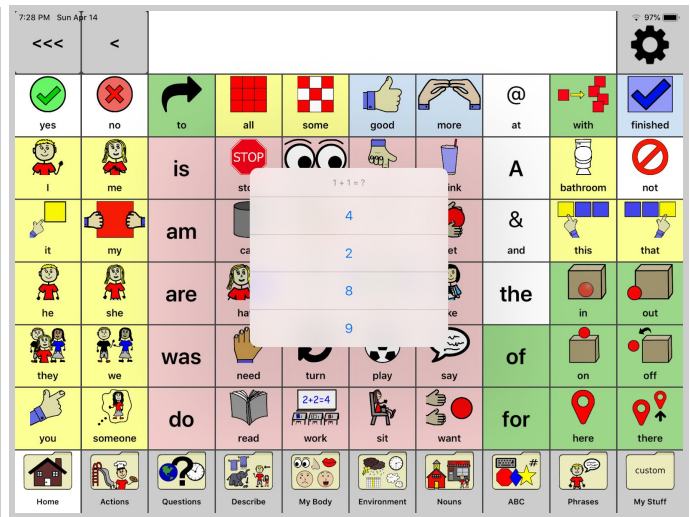 7:28 PM Sun Apr 14
97%
<<<
<
yes
no
to
all
some
good
more
@
at
with
finished
I
me
is
STOP
A
bathroom
not
it
my
am
&
and
this
that
he
she
are
the
in
out
they
we
was
need
turn
play
say
of
on
off
you
someone
do
read
2+2=4
work
sit
want
for
here
there
Home
Actions
?
Questions
Describe
My Body
Environment
Nouns
#
ABC
Phrases
custom
My Stuff
1 + 1 = ?
4
2
8
9